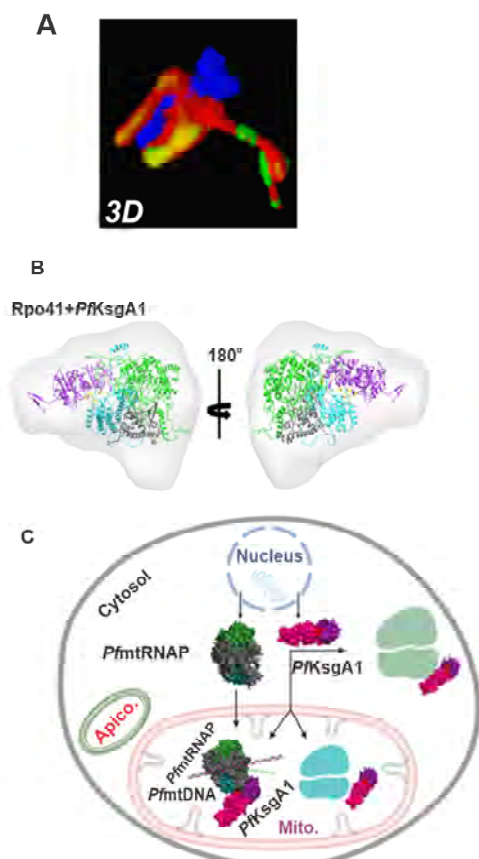 A
3D
B
Rpo41+PfKsgA1
180°
C
Nucleus
Cytosol
PfmtRNAP
PfKsgA1
Apico.
PfmtRNAP
PfmtDNA
PfKsgA1
Mito.